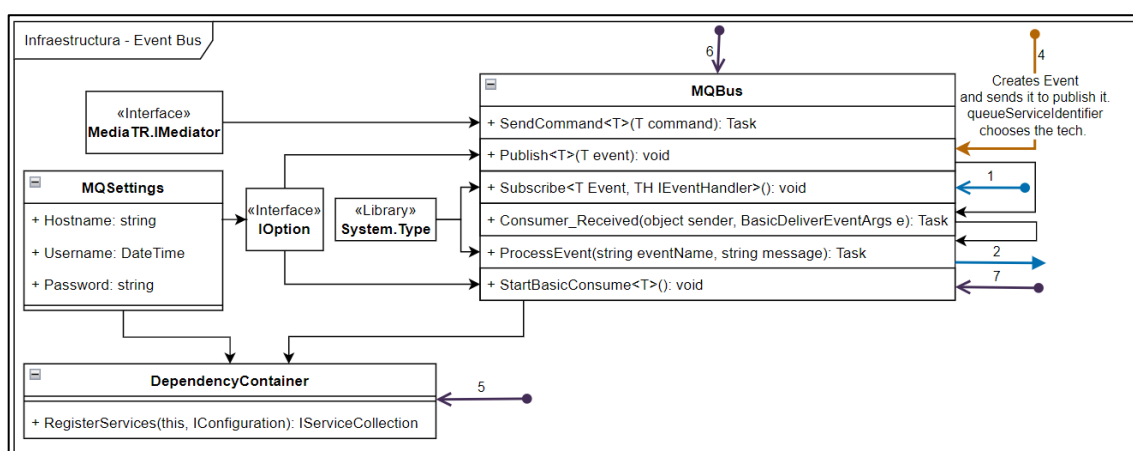 Infraestructura - Event Bus
6
4
Creates Event
and sends it to publish it.
queueServiceIdentifier
chooses the tech.
MQBus
+ SendCommand<T>(T command): Task
+ Publish<T>(T event): void
+ Subscribe<T Event, TH IEventHandler>(): void
+ Consumer_Received(object sender, BasicDeliverEventArgs e): Task
+ ProcessEvent(string eventName, string message): Task
+ StartBasicConsume<T>(): void
1
2
7
«Interface»
MediaTR.IMediator
MQSettings
+ Hostname: string
+ Username: DateTime
+ Password: string
«Interface»
IOption
«Library»
System.Type
DependencyContainer
+ RegisterServices(this, IConfiguration): IServiceCollection
5